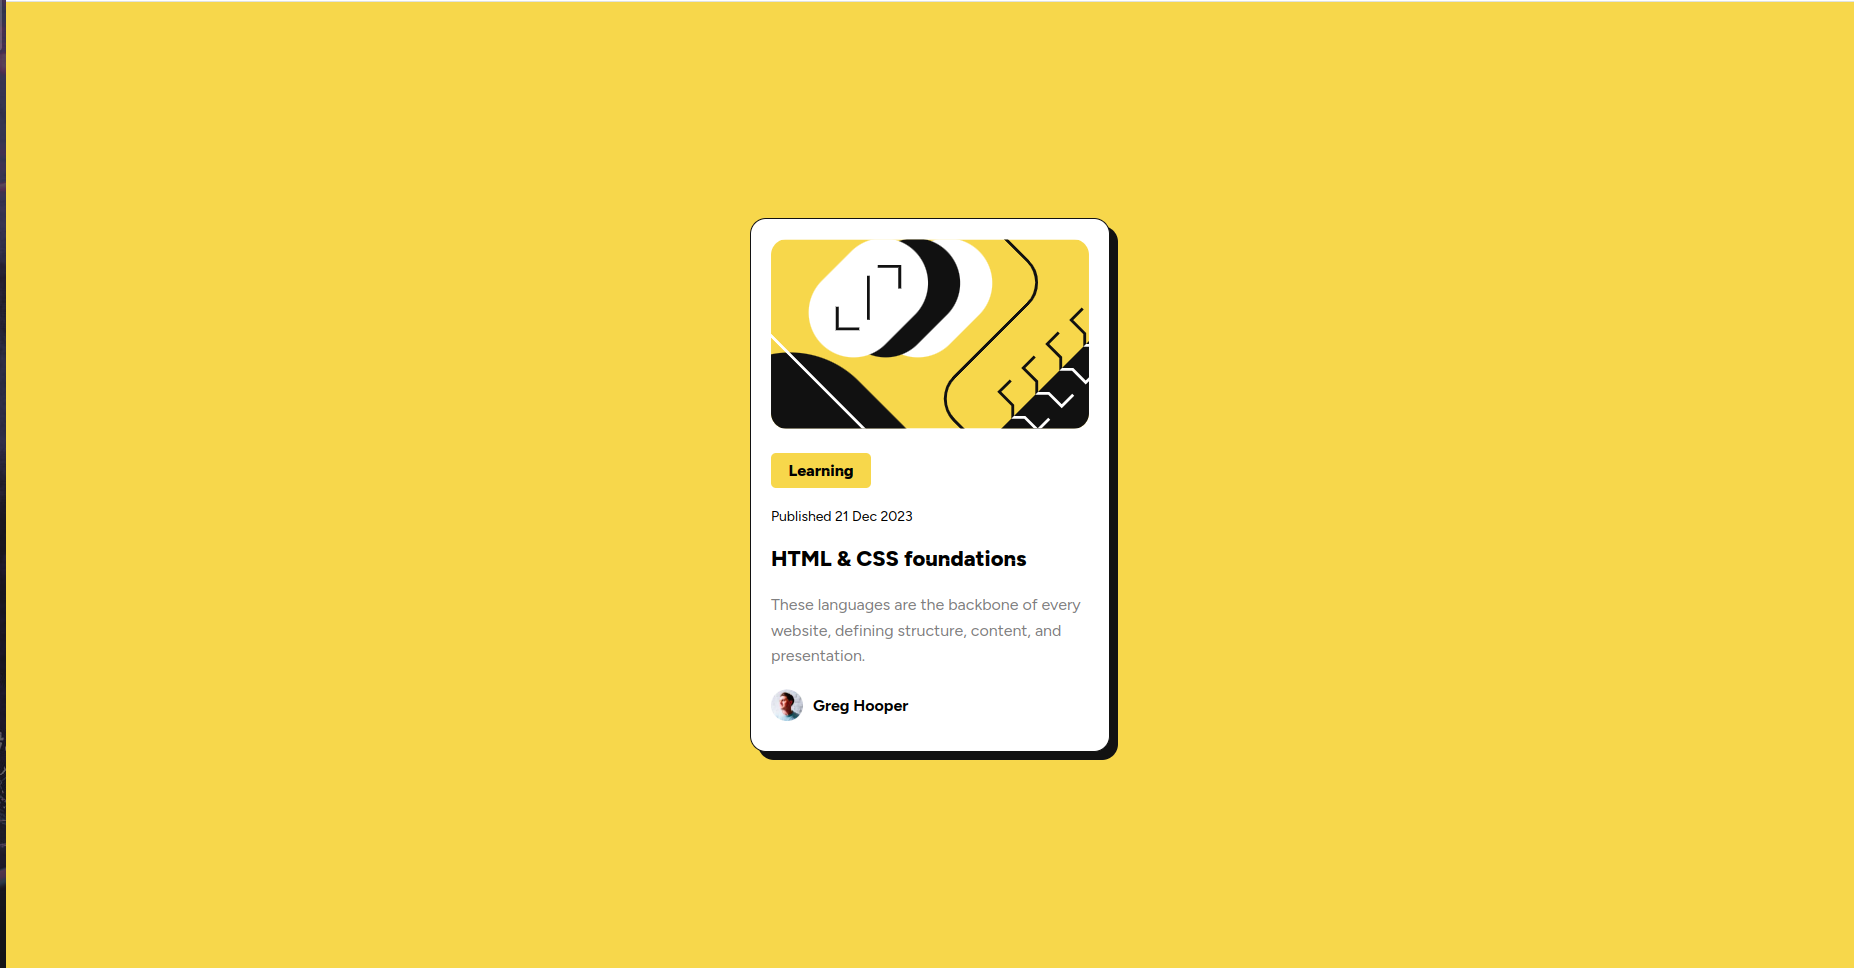 Learning
Published 21 Dec 2023
HTML & CSS foundations
These languages are the backbone of every
website, defining structure, content, and
presentation.
Greg Hooper